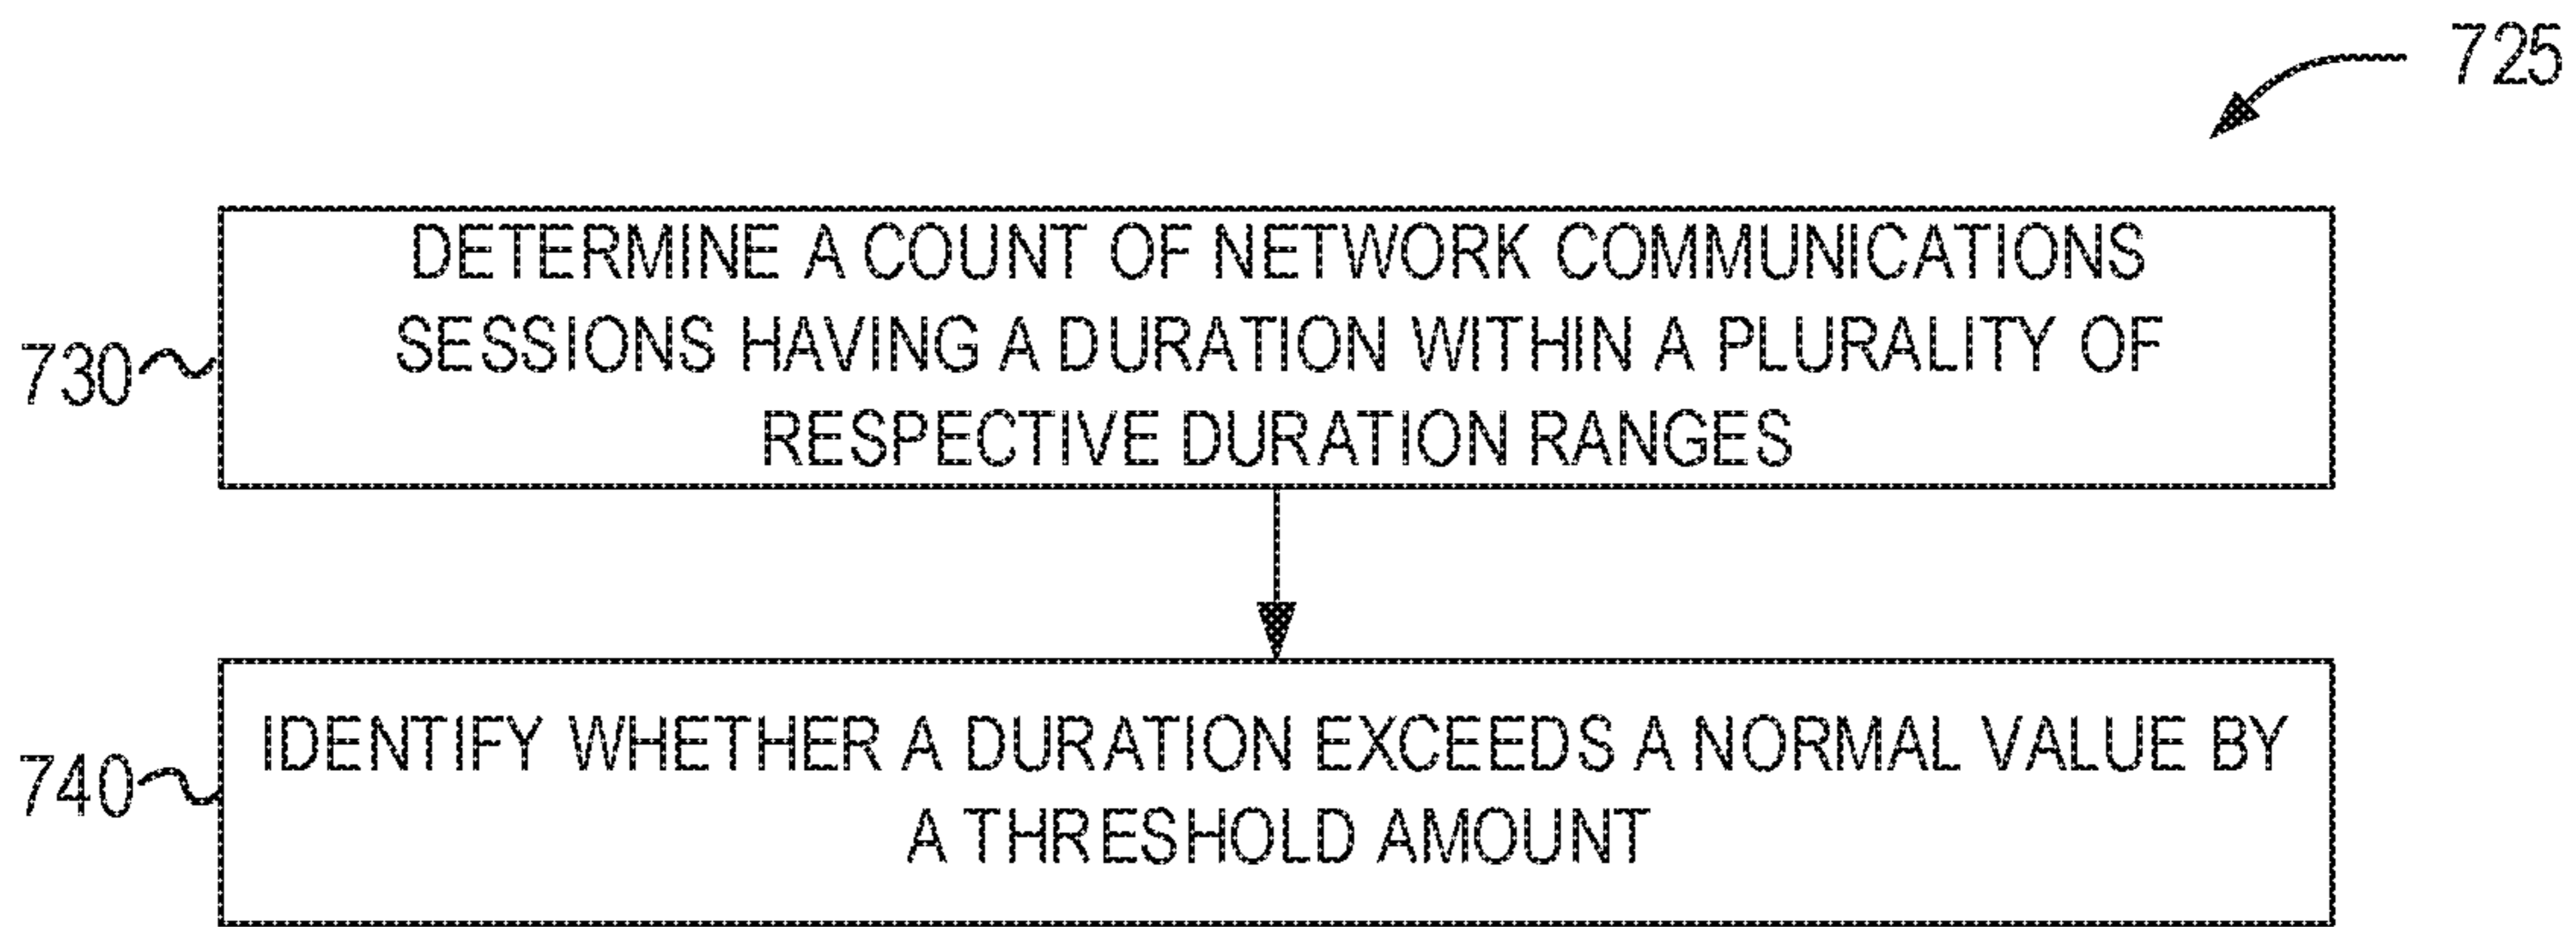 725
DETERMINE A COUNT OF NETWORK COMMUNICATIONS
SESSIONS HAVING A DURATION WITHIN A PLURALITY OF
RESPECTIVE DURATION RANGES
730
IDENTIFY WHETHER A DURATION EXCEEDS A NORMAL VALUE BY
A THRESHOLD AMOUNT
740